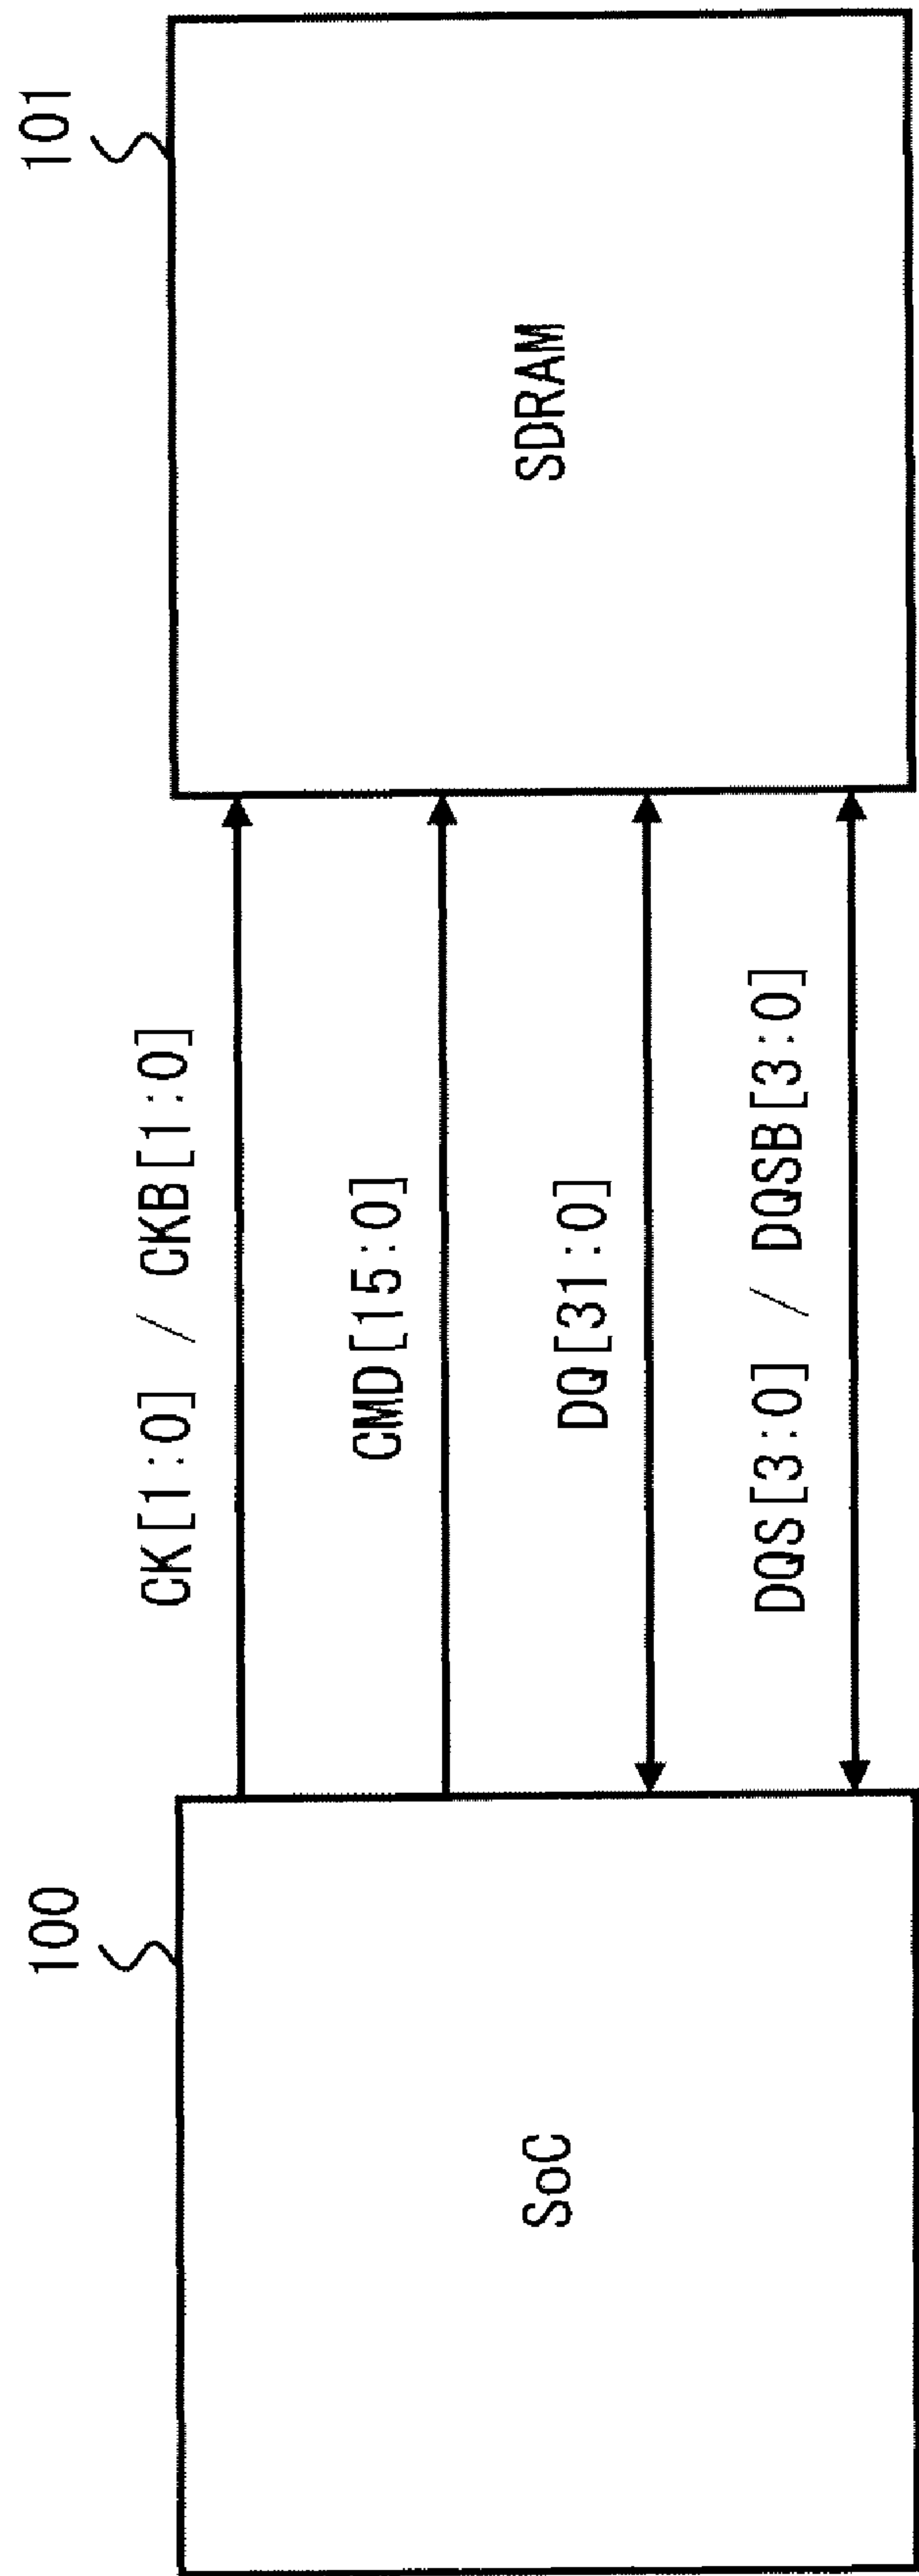 100
101
SoC
SDRAM
CK[1:0] / CKB[1:0]
CMD[15:0]
DQ[31:0]
DQS[3:0] / DQSB[3:0]